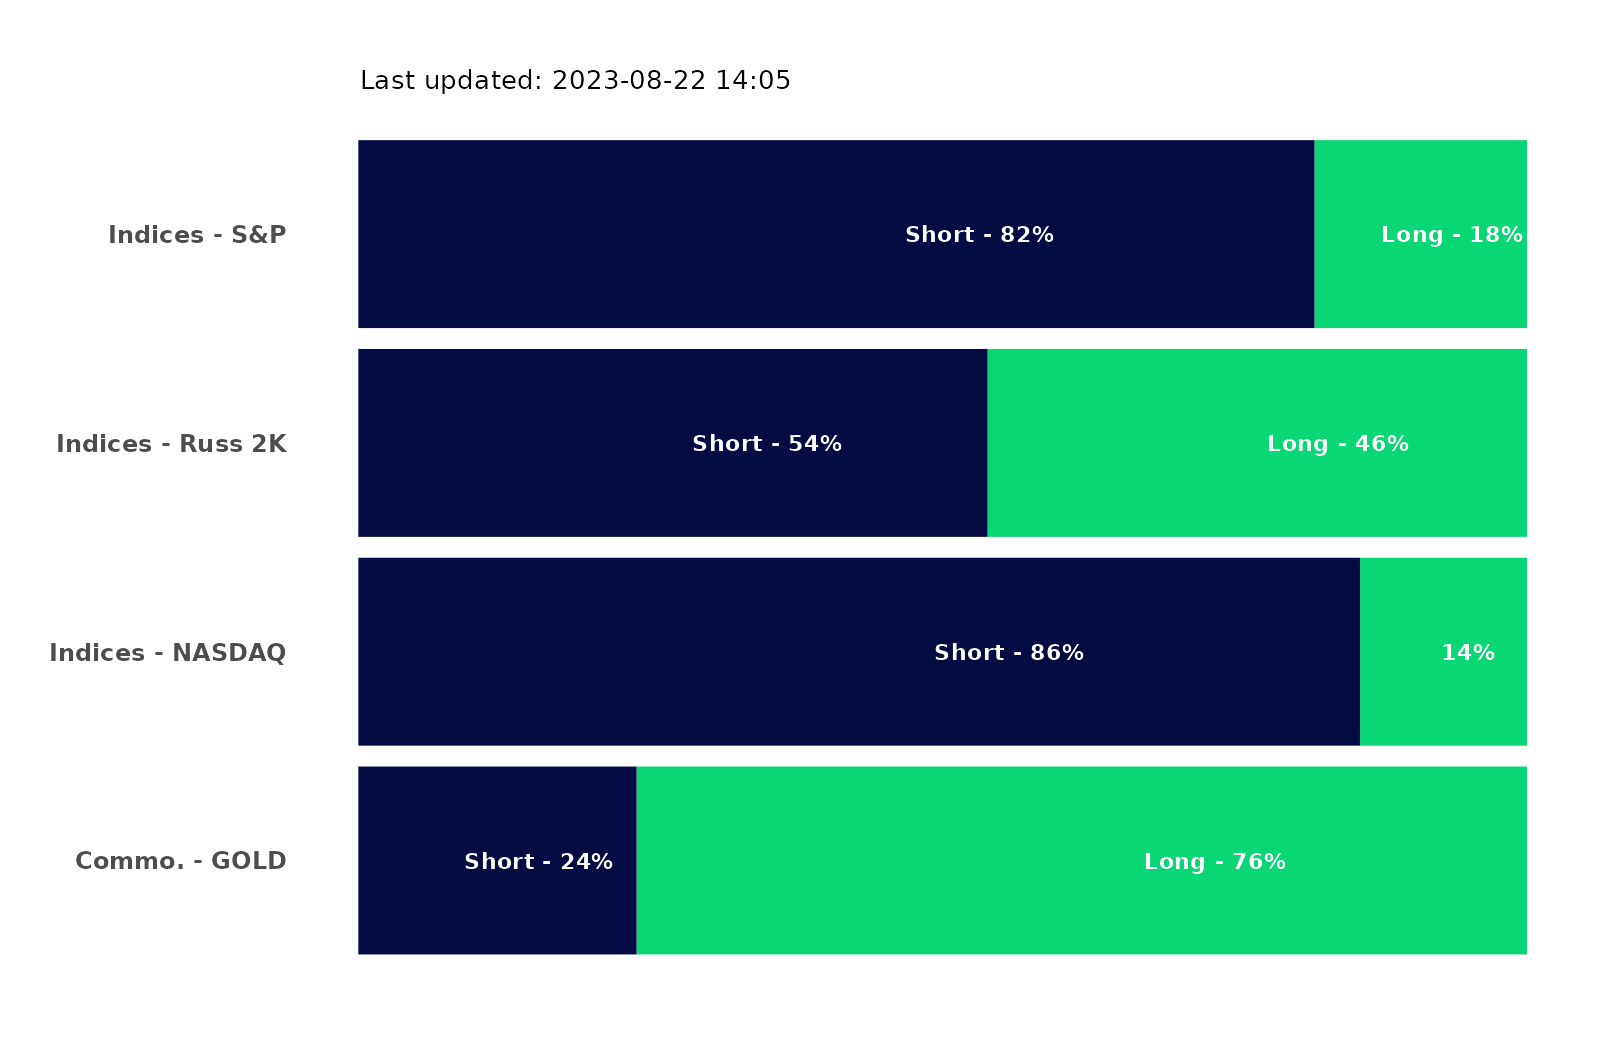 Last updated: 2023-08-22 14:05
Indices - S&P
Short - 82%
Long - 18%
Indices - Russ 2K
Short - 54%
Long - 46%
Indices - NASDAQ
Short - 86%
14%
Commo. - GOLD
Short - 24%
Long - 76%